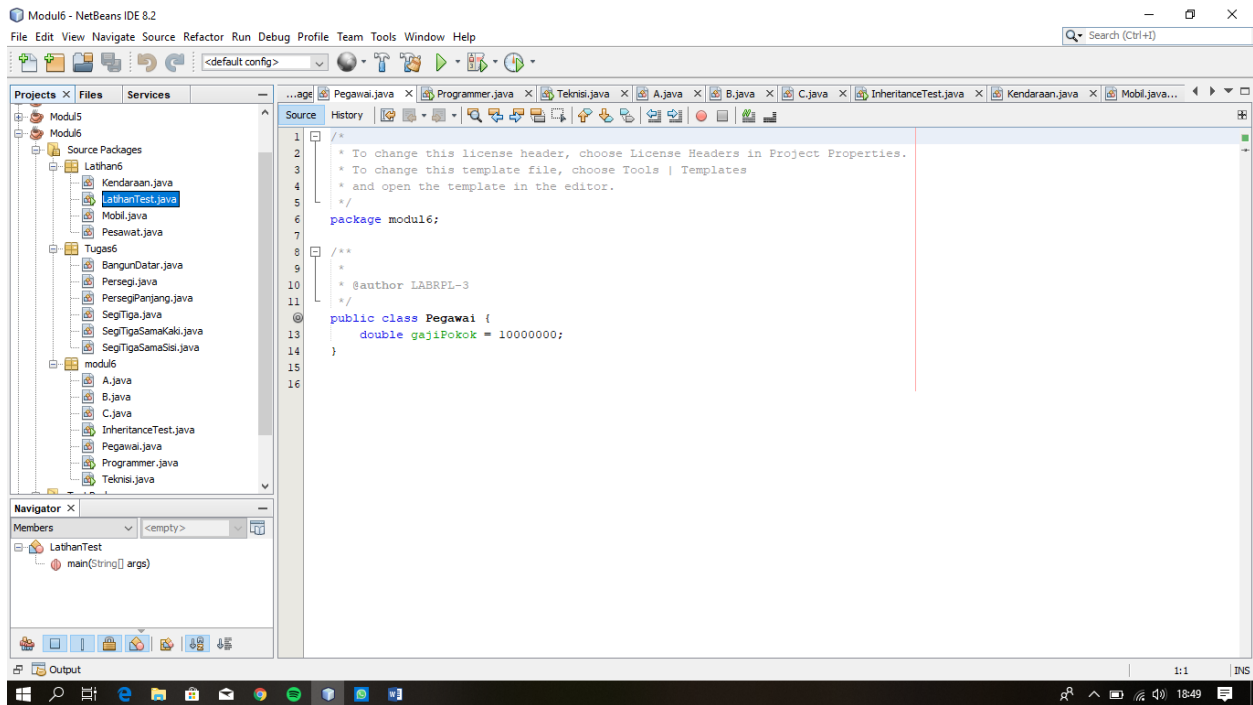 Modul6 - NetBeans IDE 8.2
File Edit View Navigate Source Refactor Run Debug Profile Team Tools Window Help
Search (Ctrl+I)
<default config>
Projects Files Services
...age Pegawai.java Programmer.java Teknisi.java A.java B.java C.java InheritanceTest.java Kendaraan.java Mobil.java...
Source History
Modul5
Modul6
Source Packages
Latihan6
Kendaraan.java
LatihanTest.java
Mobil.java
Pesawat.java
Tugas6
BangunDatar.java
Persegi.java
PersegiPanjang.java
SegiTiga.java
SegiTigaSamaKaki.java
SegiTigaSamaSisi.java
modul6
A.java
B.java
C.java
InheritanceTest.java
Pegawai.java
Programmer.java
Teknisi.java
1 /*
2 * To change this license header, choose License Headers in Project Properties.
3 * To change this template file, choose Tools | Templates
4 * and open the template in the editor.
5 */
6 package modul6;
7
8 /**
9 *
10 * @author LABRPL-3
11 */
public class Pegawai {
13 double gajiPokok = 10000000;
14 }
15
16
Navigator
Members <empty>
LatihanTest
main(String[] args)
Output
1:1 INS
18:49